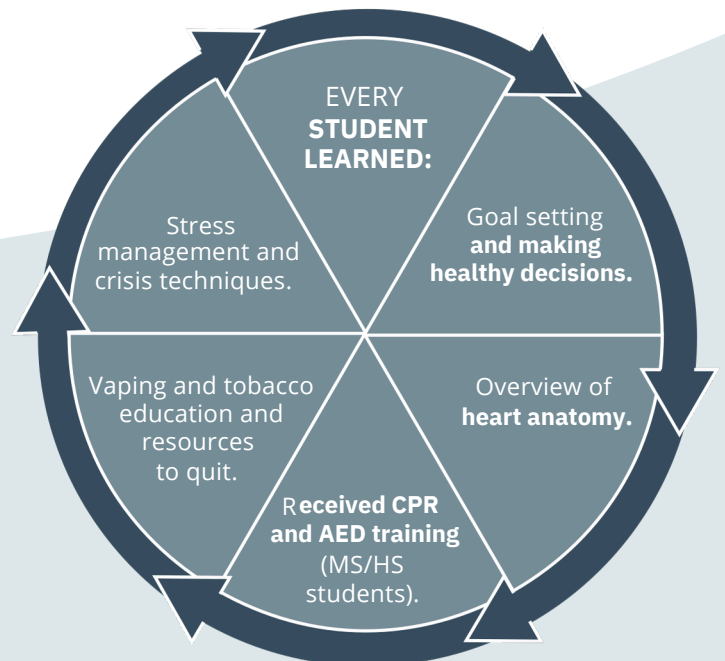 EVERY
STUDENT
LEARNED:
Goal setting
and making
healthy decisions.
Overview of
heart anatomy.
Received CPR
and AED training
(MS/HS
students).
Vaping and tobacco
education and
resources
to quit.
Stress
management and
crisis techniques.